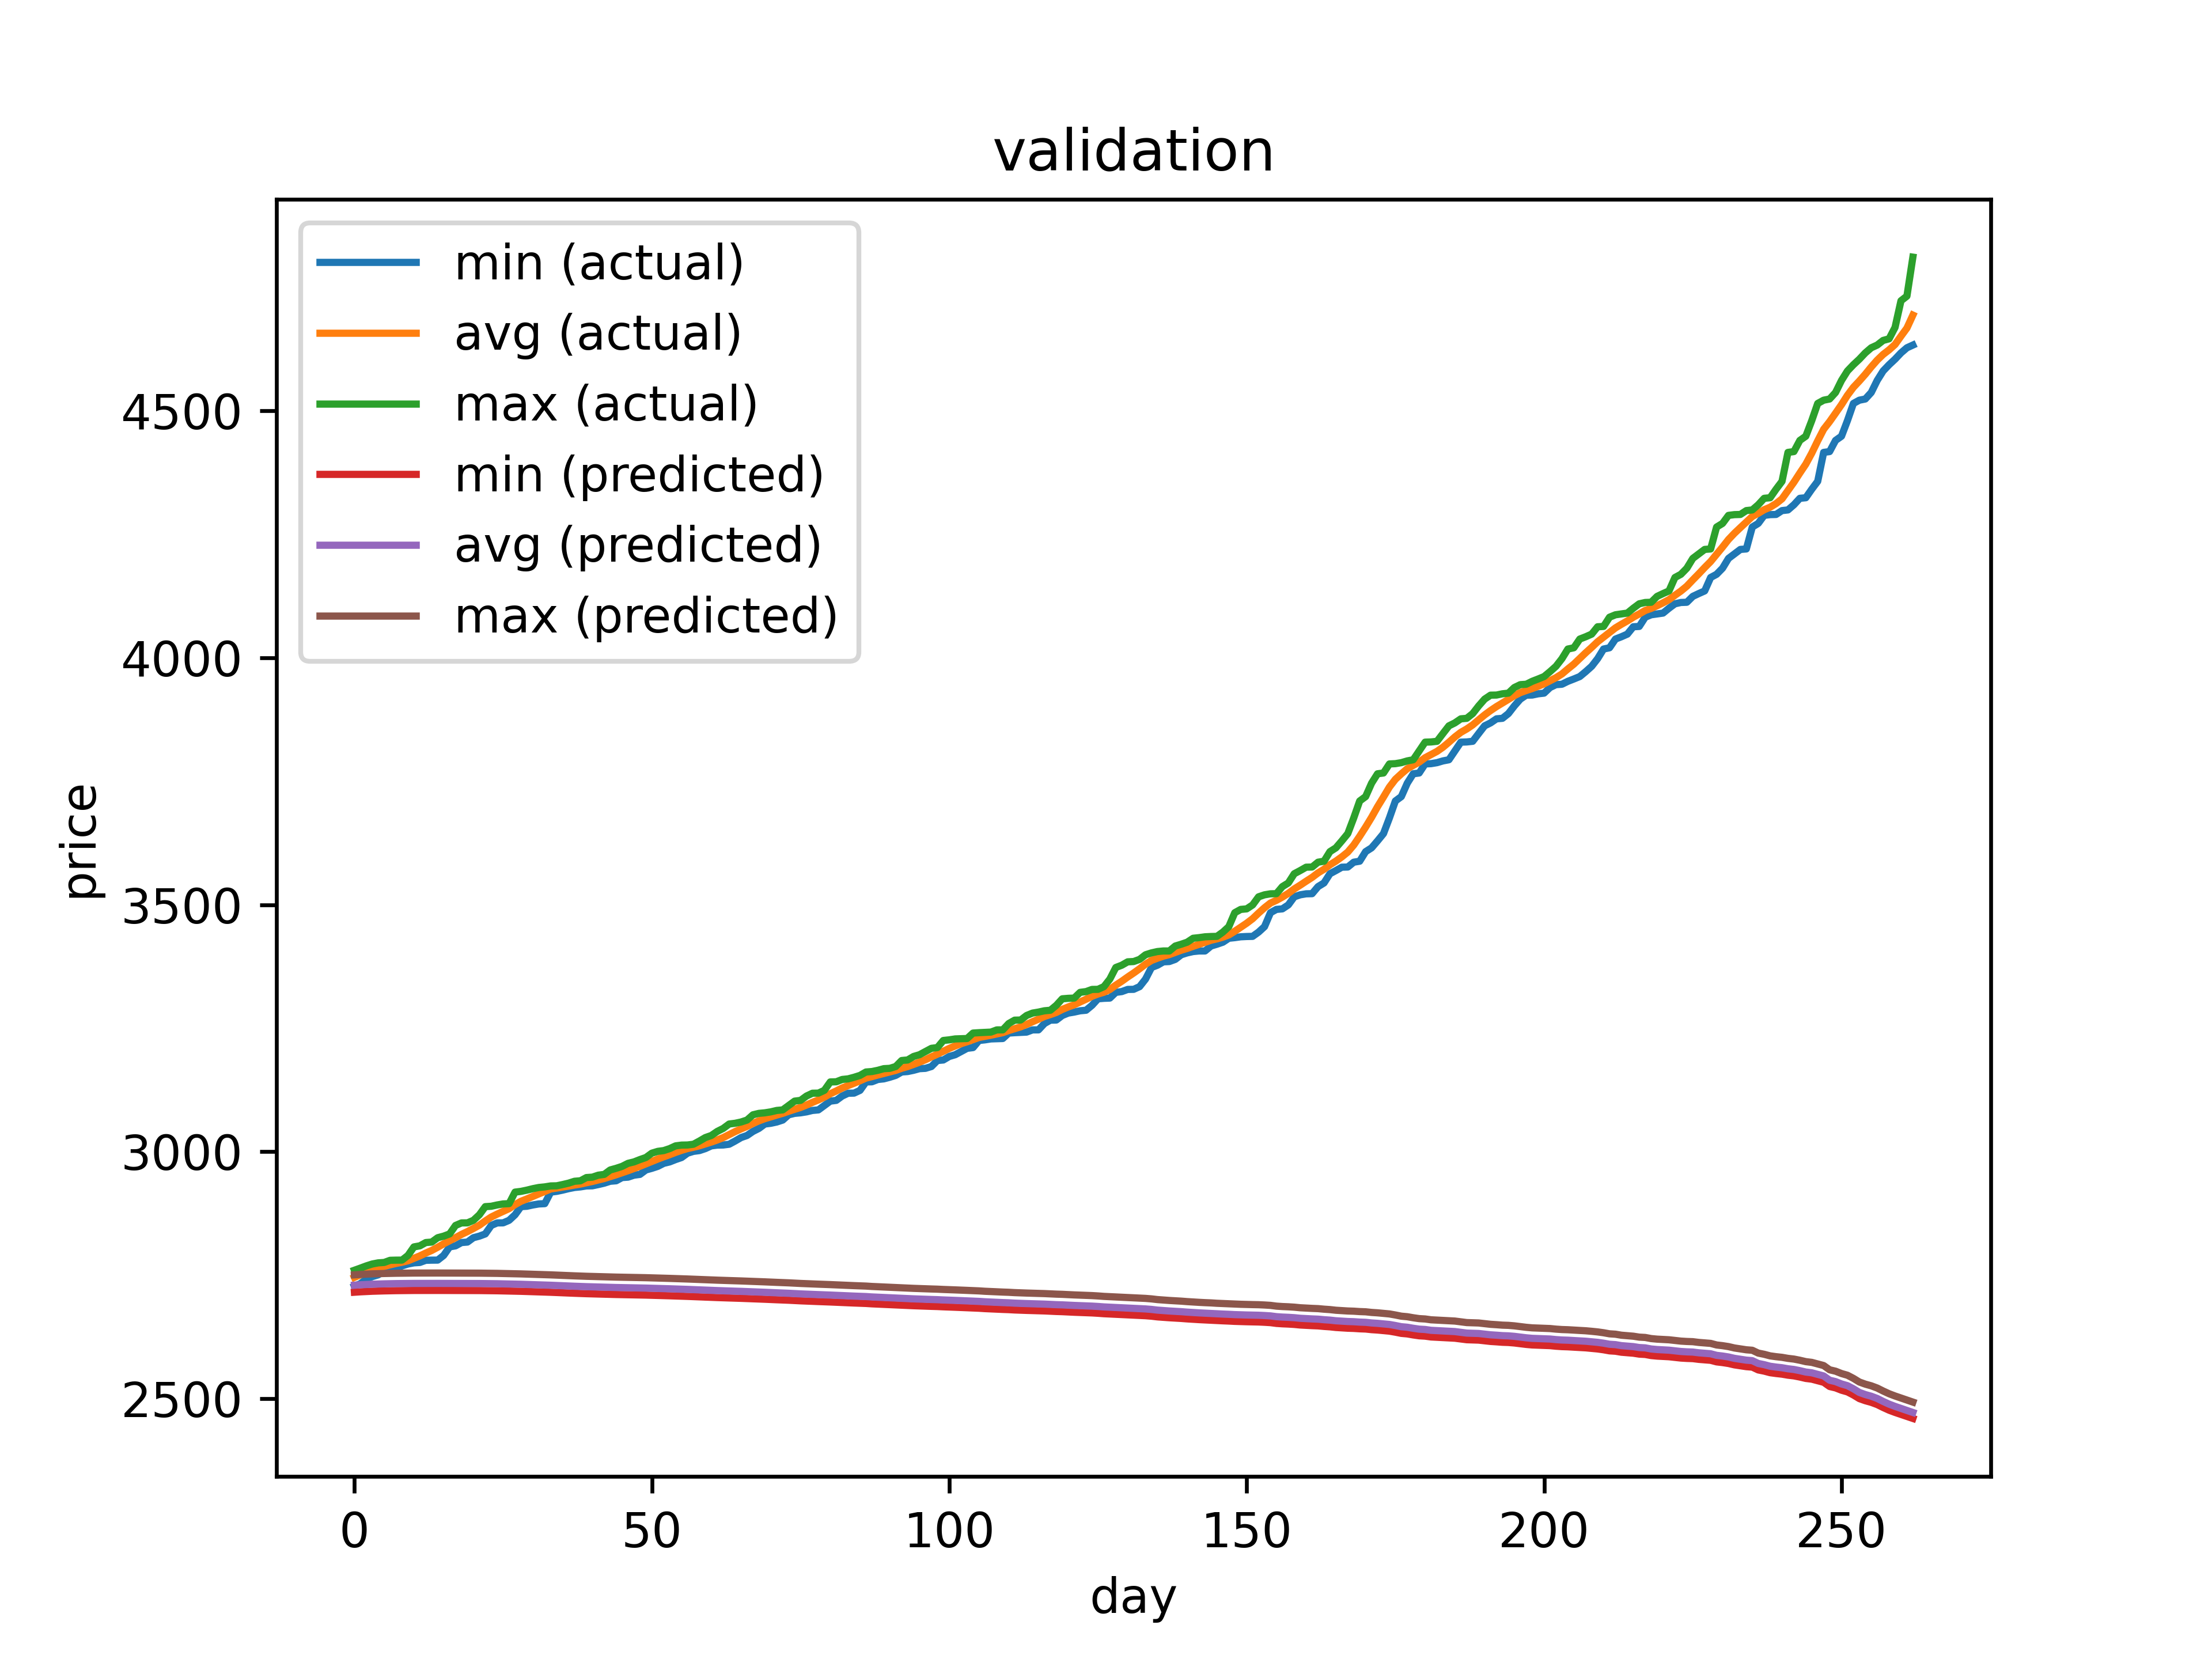 validation
min (actual)
avg (actual)
max (actual)
min (predicted)
avg (predicted)
max (predicted)
price
4500
4000
3500
3000
2500
0 50 100 150 200 250
day